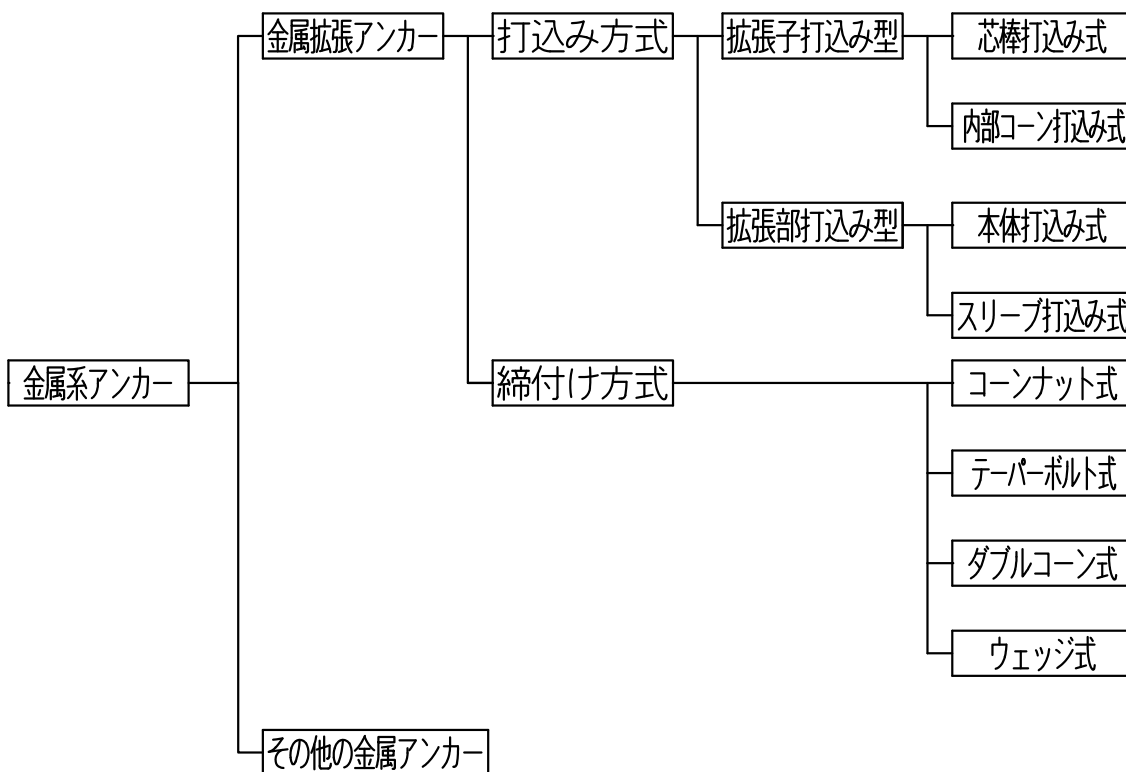 金属拡張アンカー
打込み方式
拡張子打込み型
芯棒打込み式
内部コーン打込み式
拡張部打込み型
本体打込み式
スリーブ打込み式
金属系アンカー
締付け方式
コーンナット式
テーパーボルト式
ダブルコーン式
ウェッジ式
その他の金属アンカー